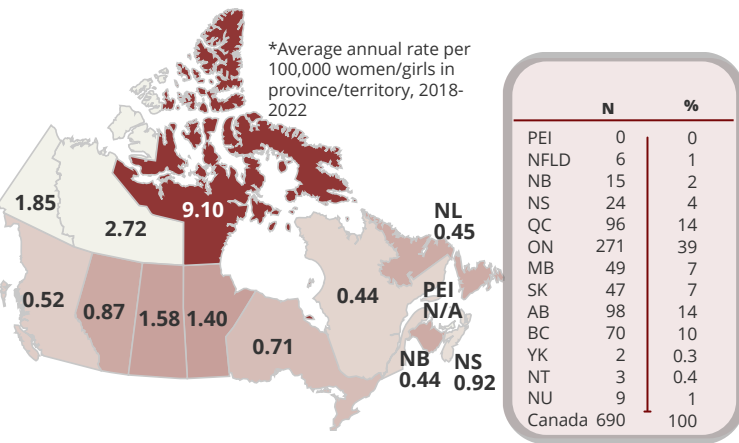 *Average annual rate per
100,000 women/girls in
province/territory, 2018-
2022
1.85
2.72
9.10
NL
0.45
0.52
0.87
1.58
1.40
0.71
0.44
PEI
N/A
NB
0.44
NS
0.92
N %
PEI 0 0
NFLD 6 1
NB 15 2
NS 24 4
QC 96 14
ON 271 39
MB 49 7
SK 47 7
AB 98 14
BC 70 10
YK 2 0.3
NT 3 0.4
NU 9 1
Canada 690 100